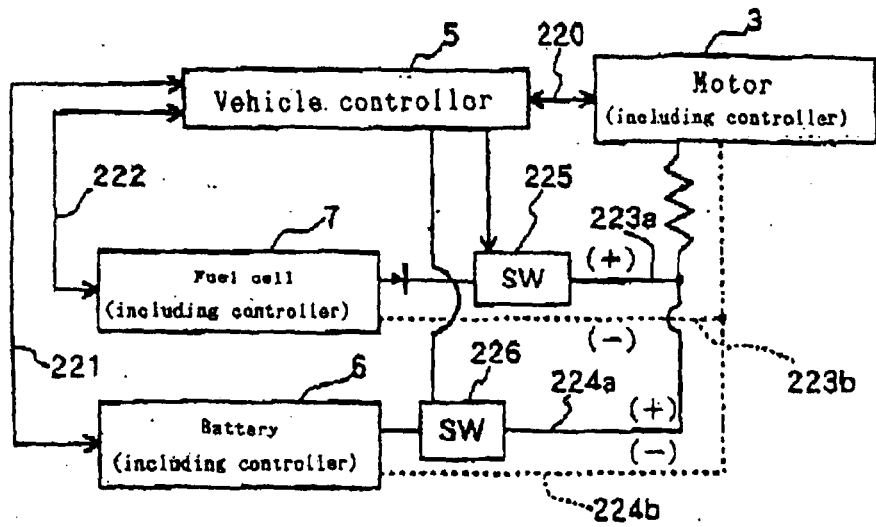 5
220
3
Vehicle controller
Motor
(including controller)
222
225
223a
7
Fuel cell
(including controller)
SW
(+)
(-)
221
6
226
224a
223b
Battery
(including controller)
SW
(+)
(-)
224b